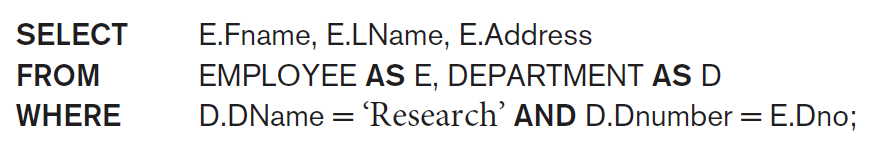 SELECT E.Fname, E.LName, E.Address
FROM EMPLOYEE AS E, DEPARTMENT AS D
WHERE D.DName = ‘Research’ AND D.Dnumber = E.Dno;